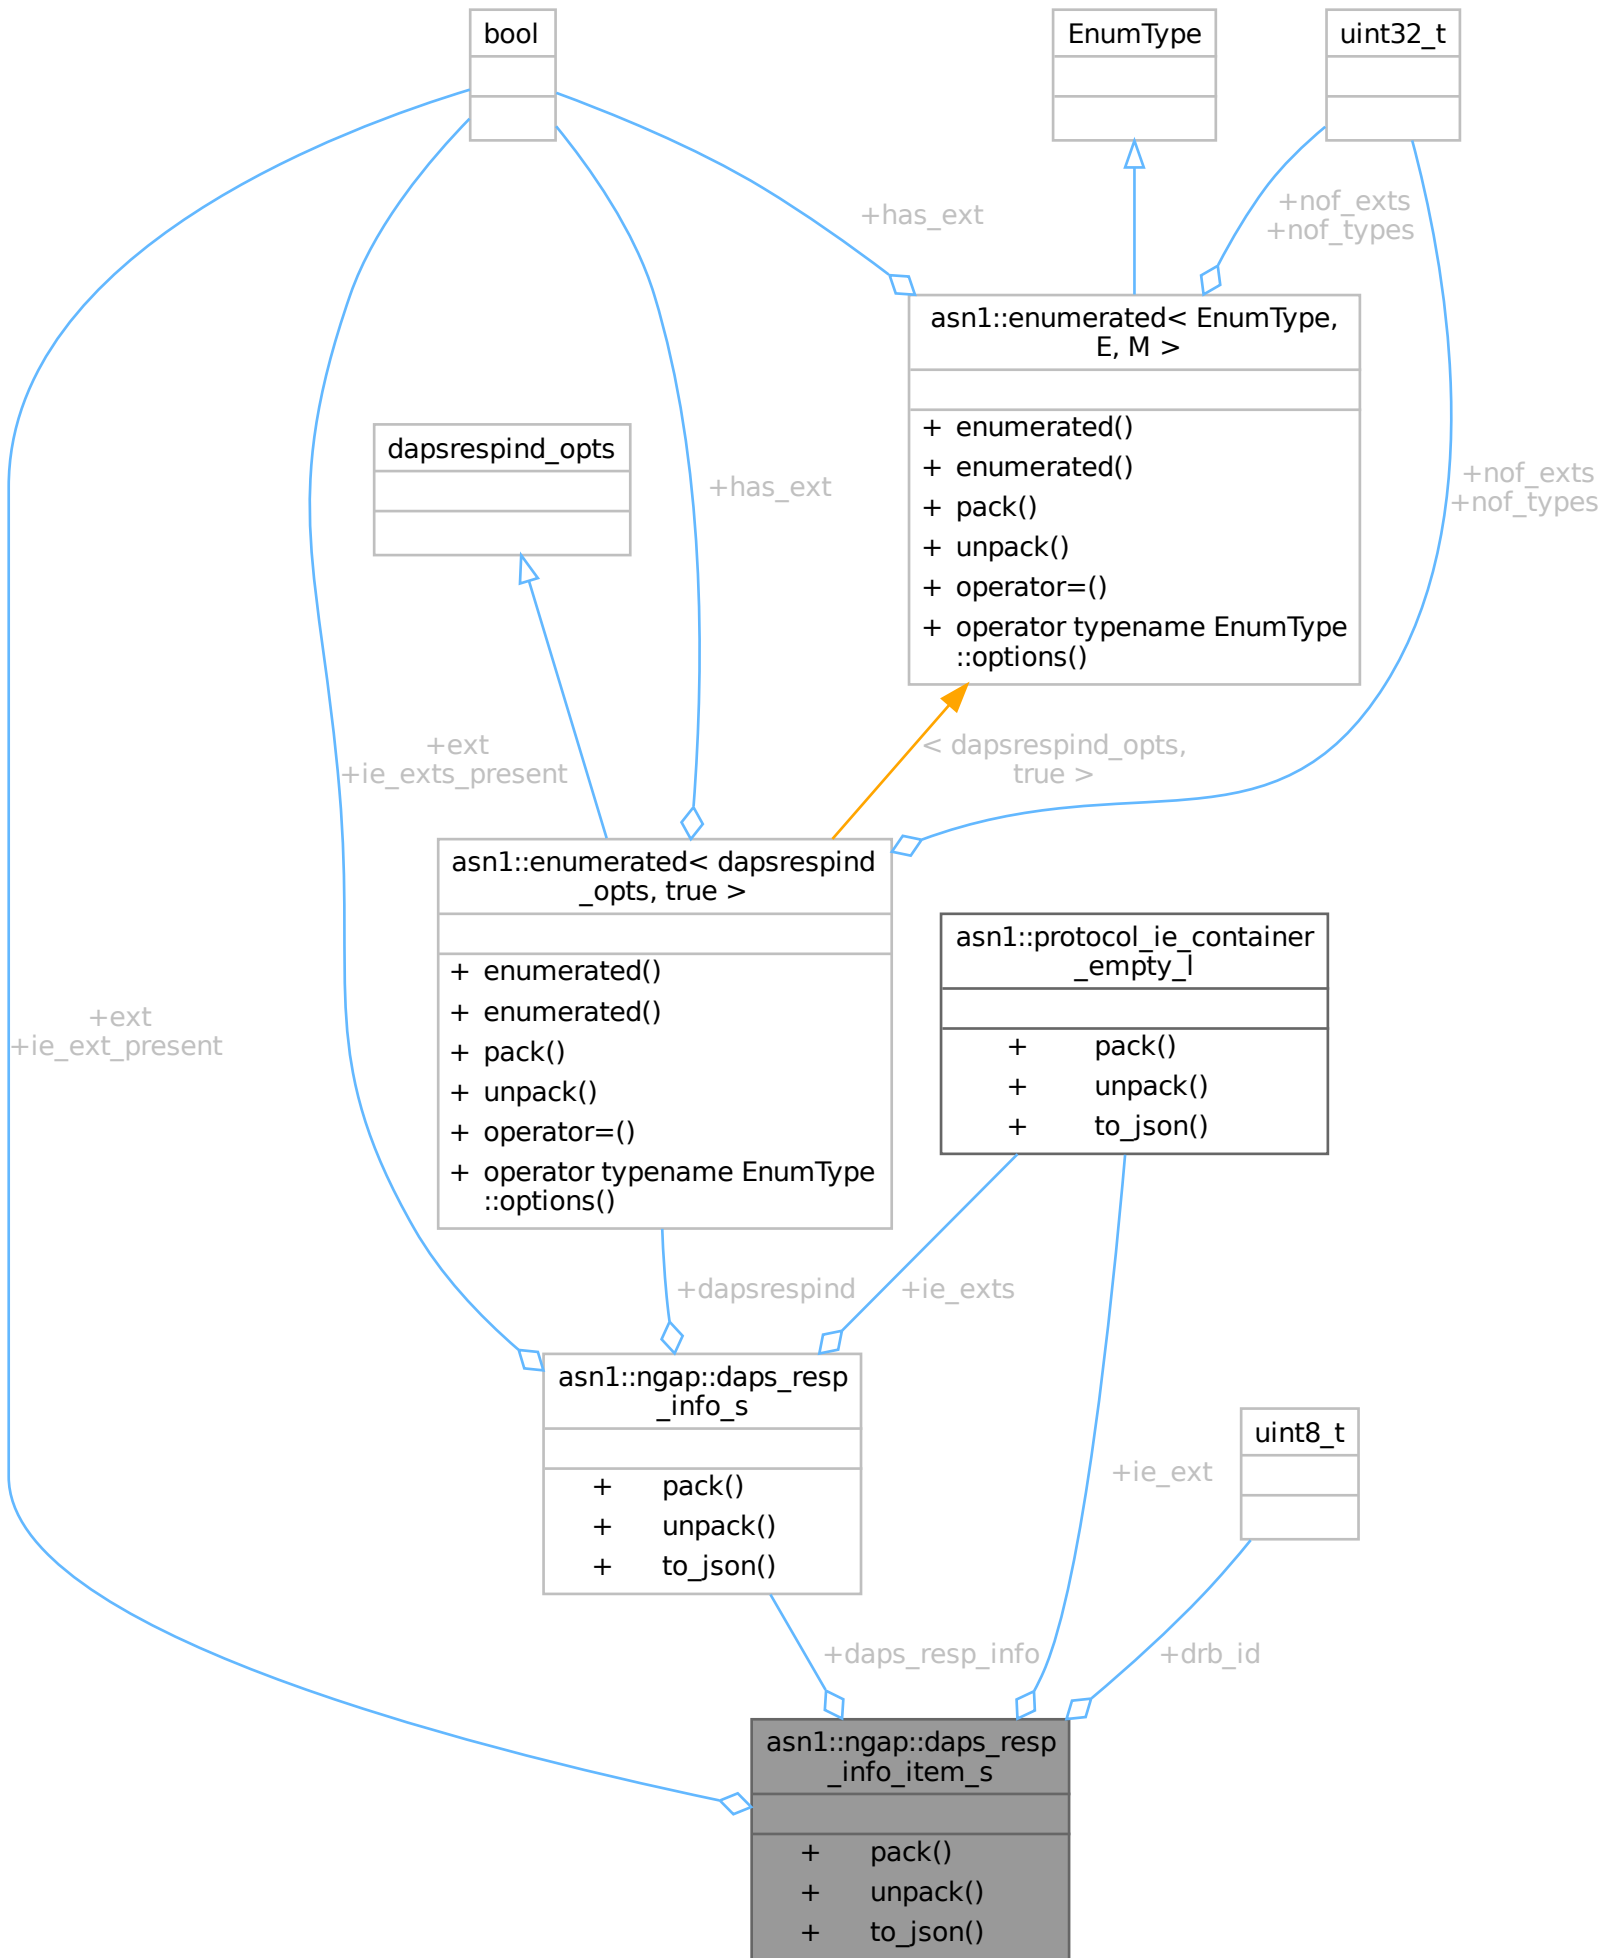 bool
EnumType
uint32_t
+has_ext
+nof_exts
+nof_types
asn1::enumerated< EnumType,
E, M >
+ enumerated()
+ enumerated()
+ pack()
+ unpack()
+ operator=()
+ operator typename EnumType
::options()
dapsrespind_opts
+has_ext
+nof_exts
+nof_types
+ext
+ie_exts_present
< dapsrespind_opts,
true >
asn1::enumerated< dapsrespind
_opts, true >
+ enumerated()
+ enumerated()
+ pack()
+ unpack()
+ operator=()
+ operator typename EnumType
::options()
asn1::protocol_ie_container
_empty_l
+ pack()
+ unpack()
+ to_json()
+ext
+ie_ext_present
+dapsrespind
+ie_exts
asn1::ngap::daps_resp
_info_s
+ pack()
+ unpack()
+ to_json()
uint8_t
+ie_ext
+daps_resp_info
+drb_id
asn1::ngap::daps_resp
_info_item_s
+ pack()
+ unpack()
+ to_json()